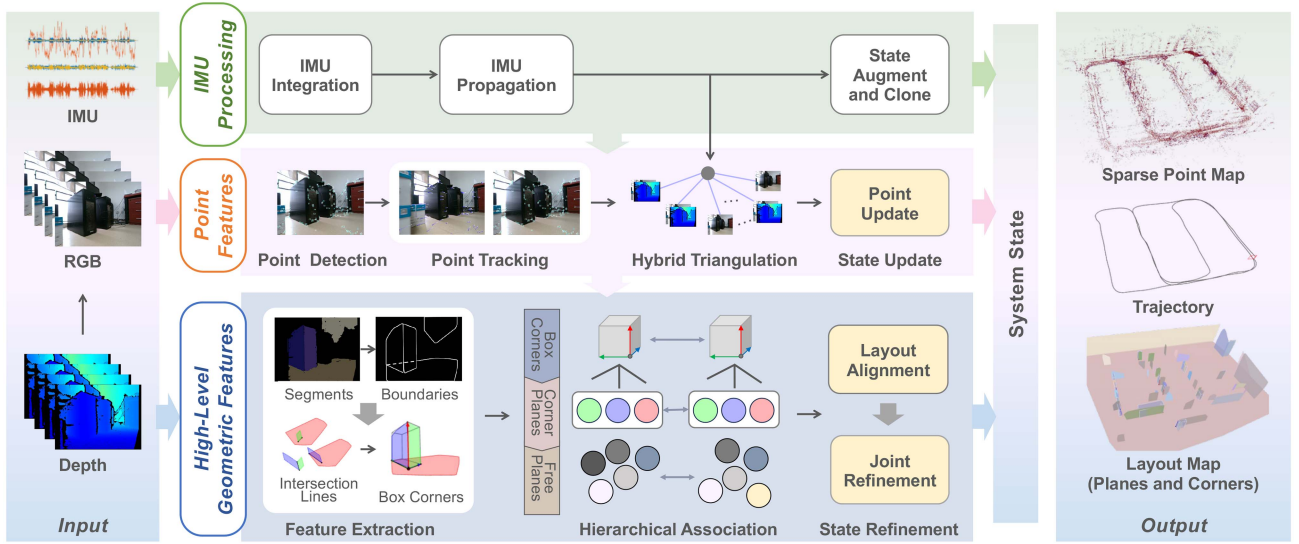 IMU
RGB
Depth
Input
IMU
Processing
IMU
Integration
IMU
Propagation
State
Augment
and Clone
Point
Features
Point Detection
Point Tracking
Hybrid Triangulation
Point
Update
State Update
High-Level
Geometric Features
Segments
Boundaries
Intersection
Lines
Box Corners
Feature Extraction
Box
Corners
Corner
Planes
Free
Planes
Hierarchical Association
Layout
Alignment
Joint
Refinement
State Refinement
System State
Sparse Point Map
Trajectory
Layout Map
(Planes and Corners)
Output